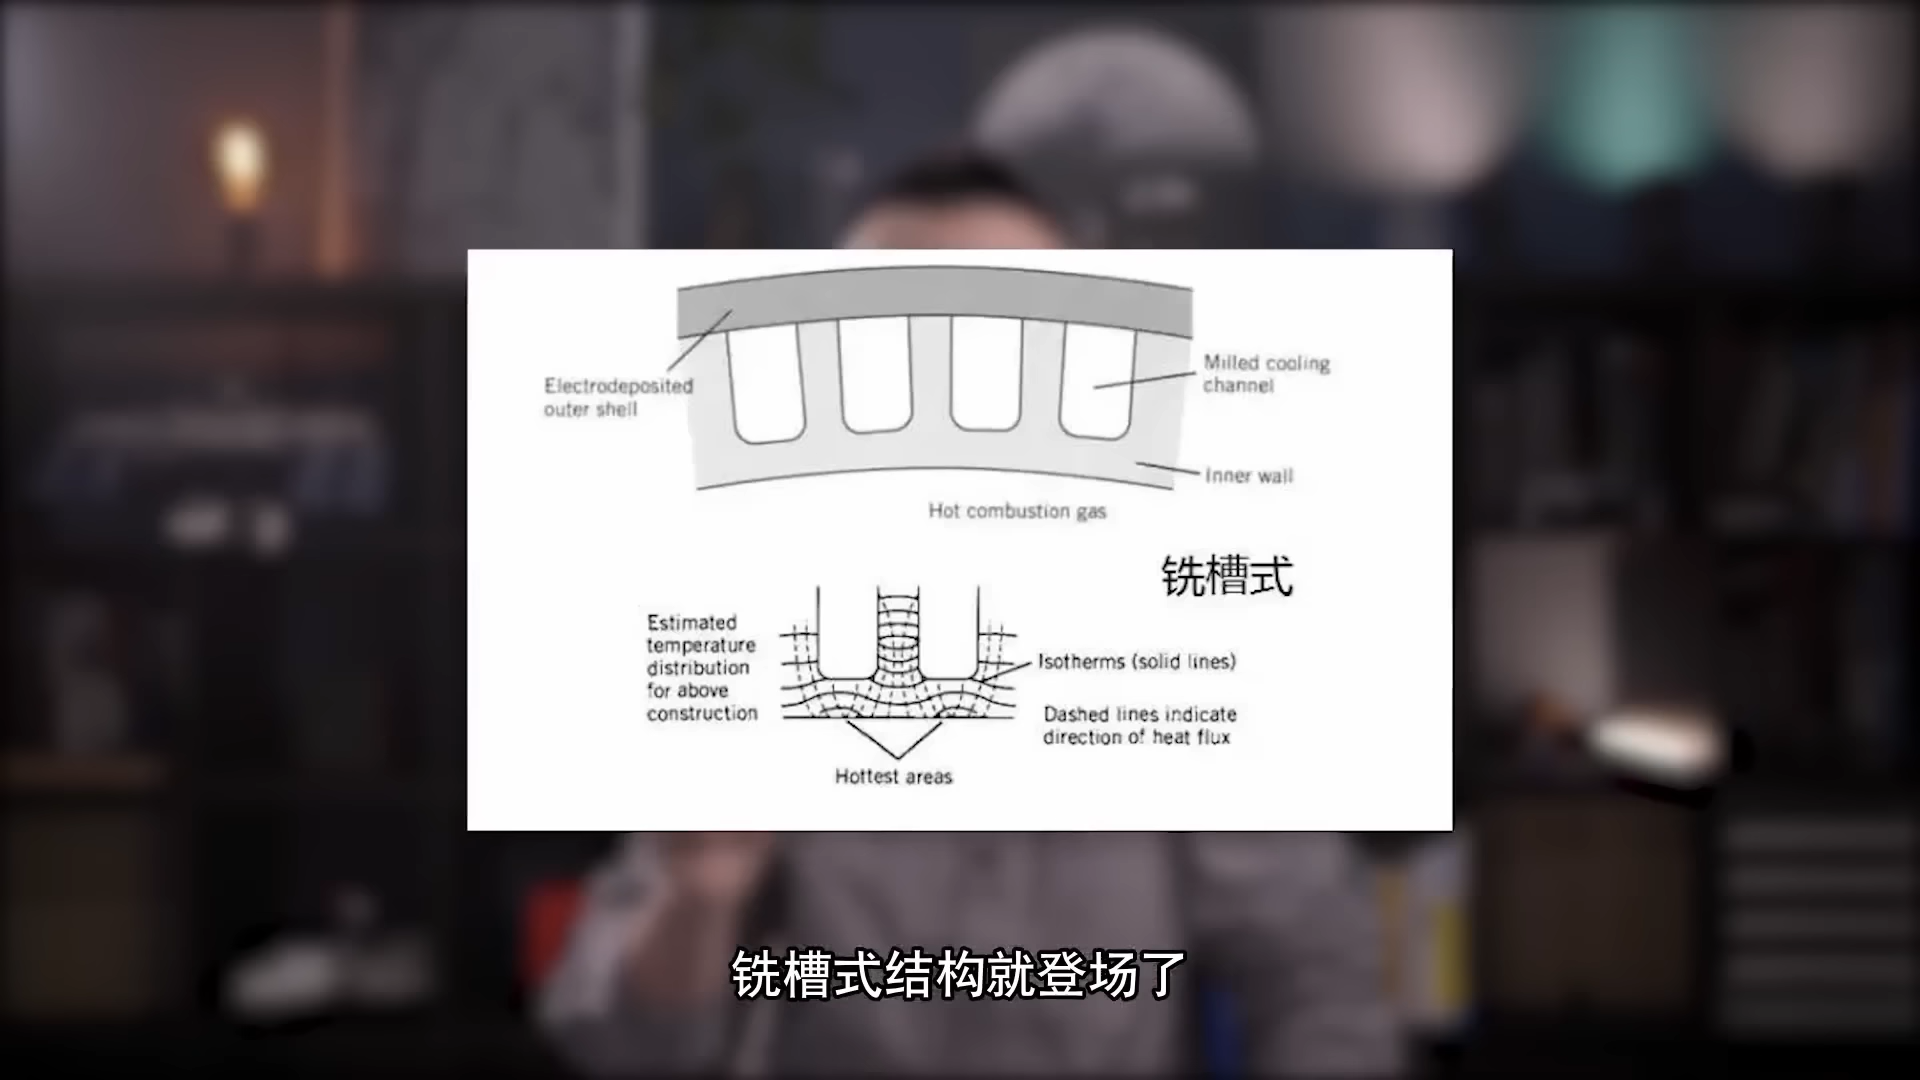 Electrodeposited
outer shell
Milled cooling
channel
Inner wall
Hot combustion gas
铣槽式
Estimated
temperature
distribution
for above
construction
Isotherms (solid lines)
Dashed lines indicate
direction of heat flux
Hottest areas
铣槽式结构就登场了